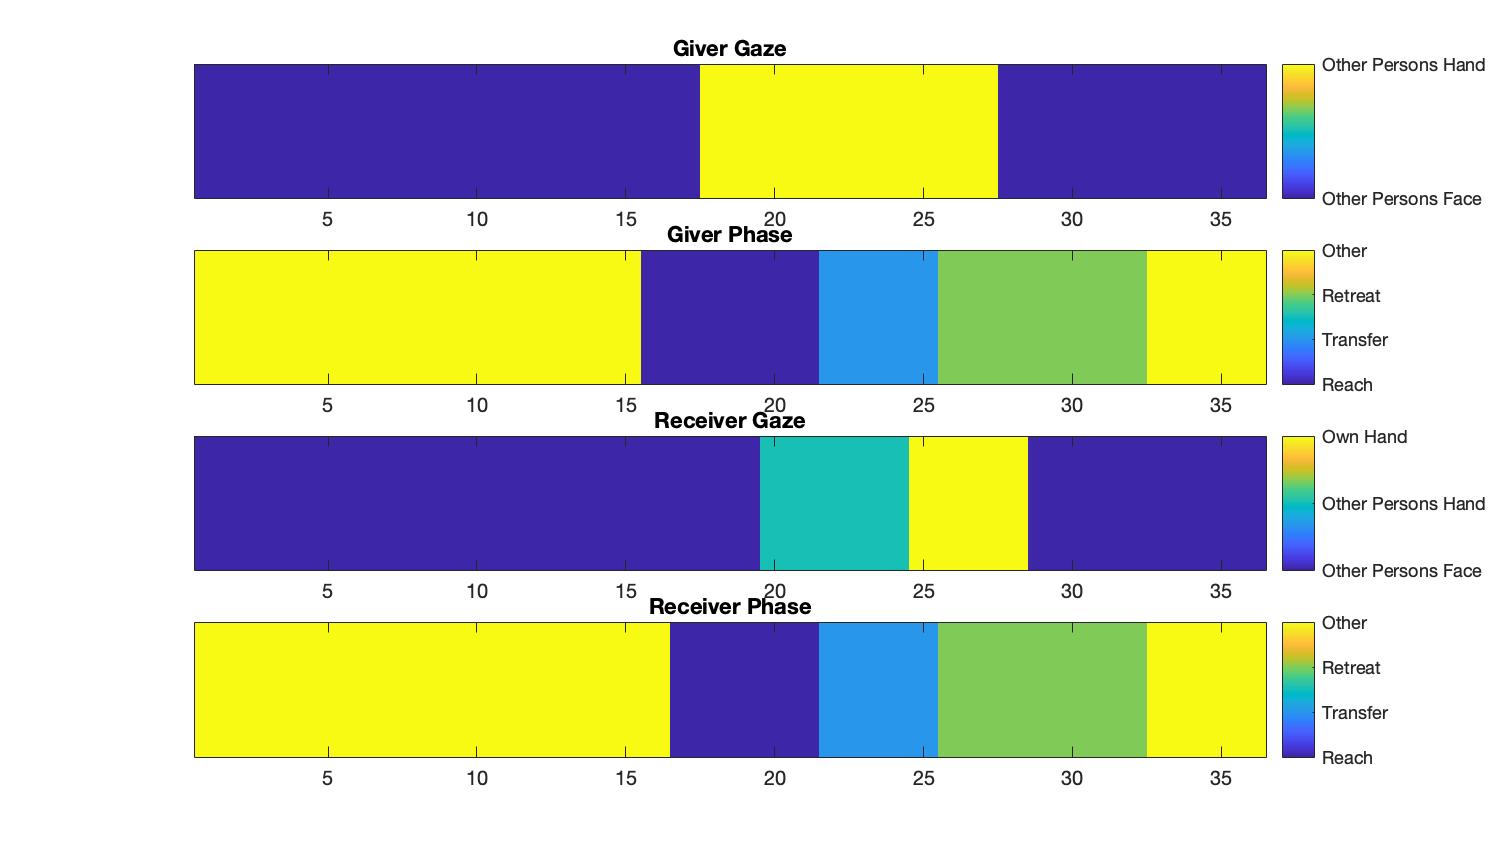 Giver Gaze
Other Persons Hand
Other Persons Face
5 10 15 20 25 30 35
Giver Phase
Other
Retreat
Transfer
Reach
5 10 15 20 25 30 35
Receiver Gaze
Own Hand
Other Persons Hand
Other Persons Face
5 10 15 20 25 30 35
Receiver Phase
Other
Retreat
Transfer
Reach
5 10 15 20 25 30 35